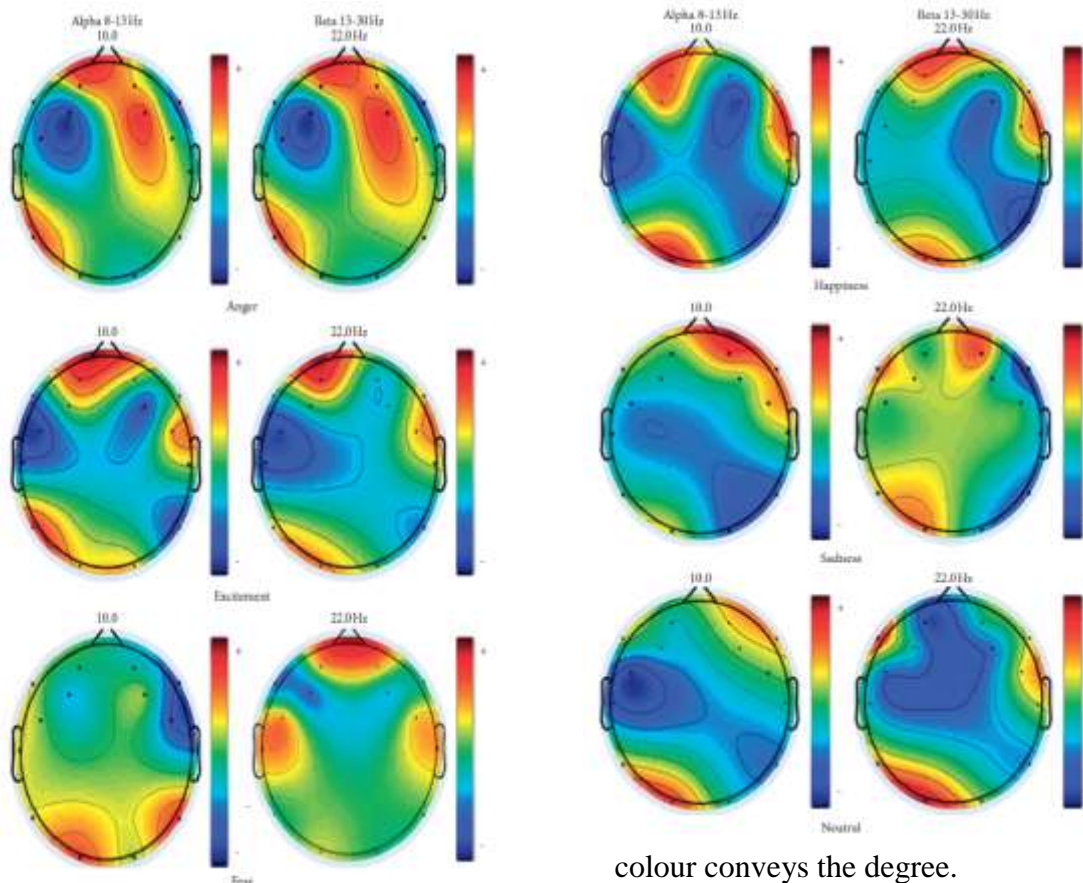 Alpha 8-13Hz
10.0
Beta 13-30Hz
22.0Hz
+
-
+
-
Anger
10.0
22.0Hz
+
-
+
-
Excitement
10.0
22.0Hz
+
-
+
-
Fear
Alpha 8-13Hz
10.0
Beta 13-30Hz
22.0Hz
+
-
Happiness
10.0
22.0Hz
+
-
Sadness
10.0
22.0Hz
+
-
Neutral
colour conveys the degree.